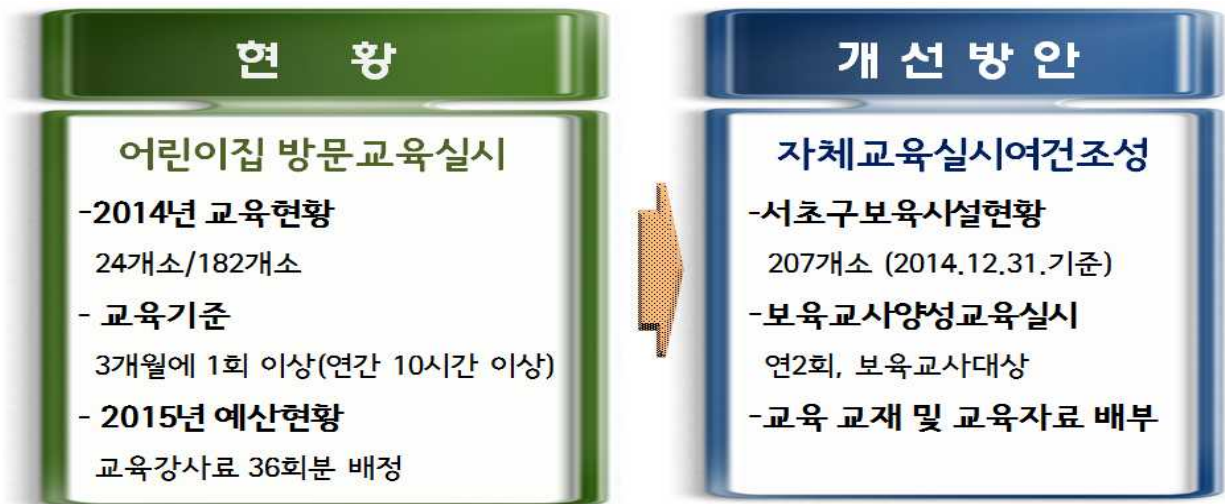 현 황
어린이집 방문교육실시
-2014년 교육현황
24개소/182개소
- 교육기준
3개월에 1회 이상(연간 10시간 이상)
- 2015년 예산현황
교육강사료 36회분 배정
개 선 방 안
자체교육실시여건조성
-서초구보육시설현황
207개소 (2014.12.31.기준)
-보육교사양성교육실시
연2회, 보육교사대상
-교육 교재 및 교육자료 배부